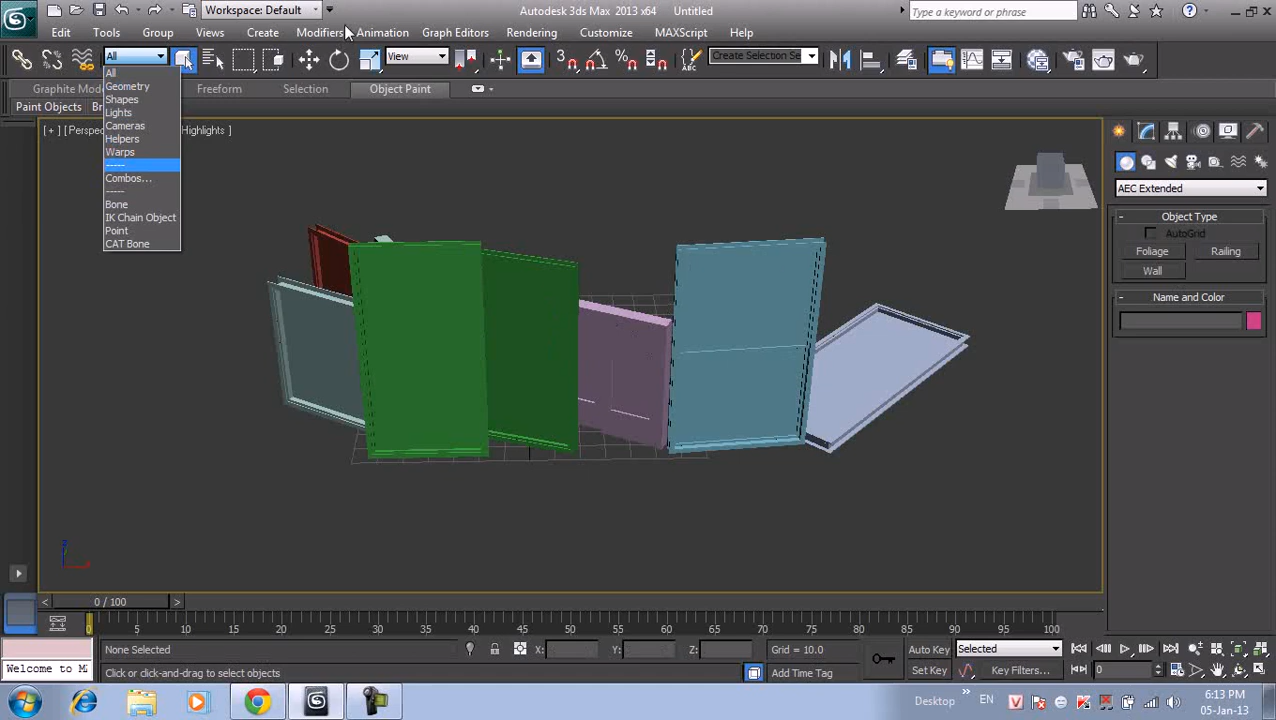 Workspace: Default
Autodesk 3ds Max 2013 x64
Untitled
Type a keyword or phrase
Edit
Tools
Group
Views
Create
Modifiers
Animation
Graph Editors
Rendering
Customize
MAXScript
Help
All
View
Create Selection Se
Freeform
Selection
Object Paint
Paint Objects
All
Geometry
Shapes
Lights
Cameras
Helpers
Warps
-----
Combos...
-----
Bone
IK Chain Object
Point
CAT Bone
[ + ] [ Perspe
Highlights ]
AEC Extended
- Object Type
AutoGrid
Foliage
Railing
Wall
- Name and Color
< 0 / 100 >
0 5 10 15 20 25 30 35 40 45 50 55 60 65 70 75 80 85 90 95 100
None Selected
X:
Y:
Z:
Grid = 10.0
Auto Key
Selected
Welcome to M
Click or click-and-drag to select objects
Add Time Tag
Set Key
Key Filters...
0
Desktop
EN
6:13 PM
05-Jan-13